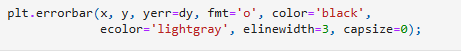 plt.errorbar(x, y, yerr=dy, fmt='o', color='black',
ecolor='lightgray', elinewidth=3, capsize=0);